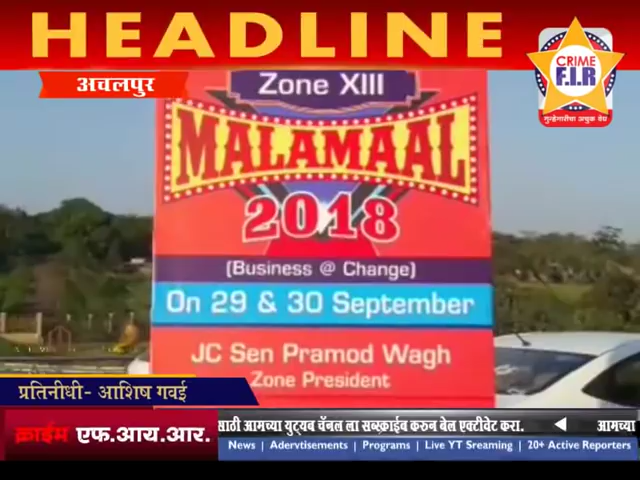 HEADLINE
अचलपुर
CRIME
F.I.R
गुन्हेगारीचा अचुक वेध
Zone XIII
MALAMAAL
2018
(Business @ Change)
On 29 & 30 September
JC Sen Pramod Wagh
Zone President
प्रतिनीधी- आशिष गवई
क्राईम एफ.आय.आर.
साठी आमच्या युट्यब चॅनल ला सब्स्क्राईब करुन बेल एक्टीवेट करा. ◀ आमच्या
News | Adervtisements | Programs | Live YT Sreaming | 20+ Active Reporters